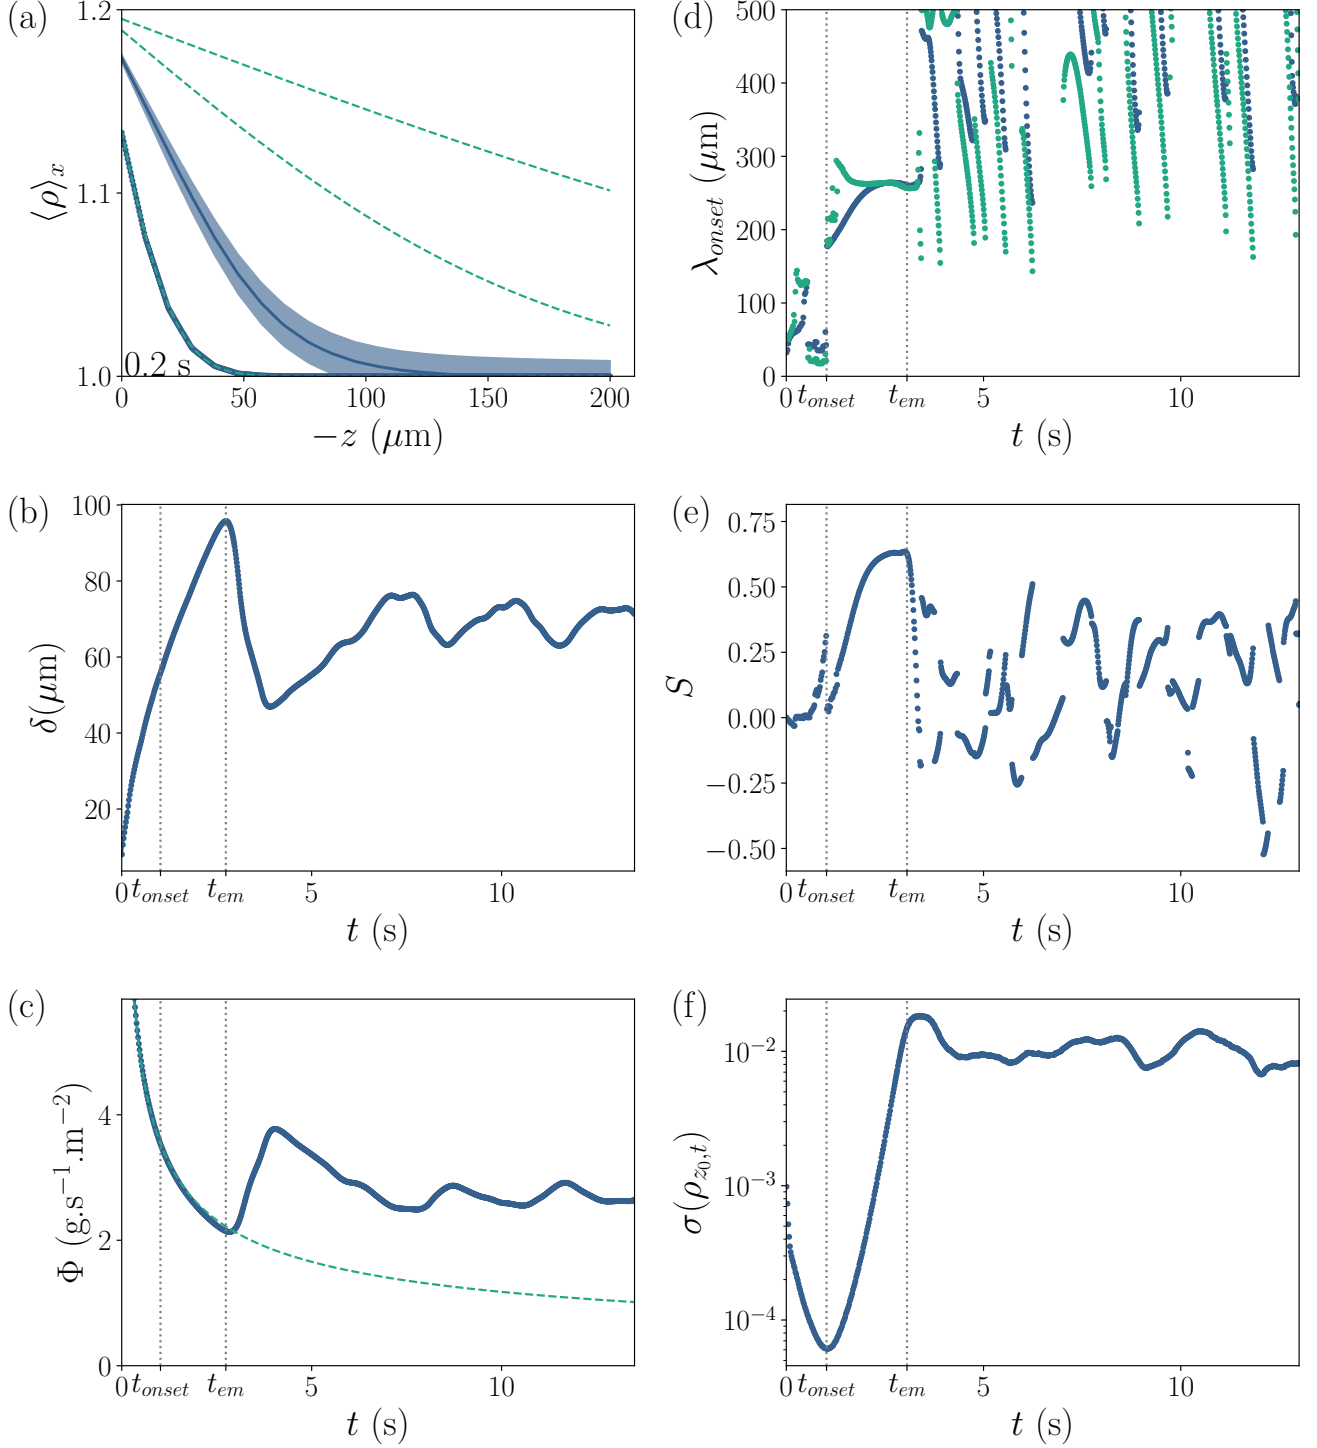 (a)
1.2
1.1
1.0
⟨ρ⟩x
0.2 s
0 50 100 150 200
−z (μm)
(b)
100
80
60
40
20
δ(μm)
0 tonset tem 5 10
t (s)
(c)
4
2
0
Φ (g.s−1.m−2)
0 tonset tem 5 10
t (s)
(d)
500
400
300
200
100
0
λonset (μm)
0 tonset tem 5 10
t (s)
(e)
0.75
0.50
0.25
0.00
−0.25
−0.50
S
0 tonset tem 5 10
t (s)
(f)
10−2
10−3
10−4
σ(ρz0,t)
0 tonset tem 5 10
t (s)